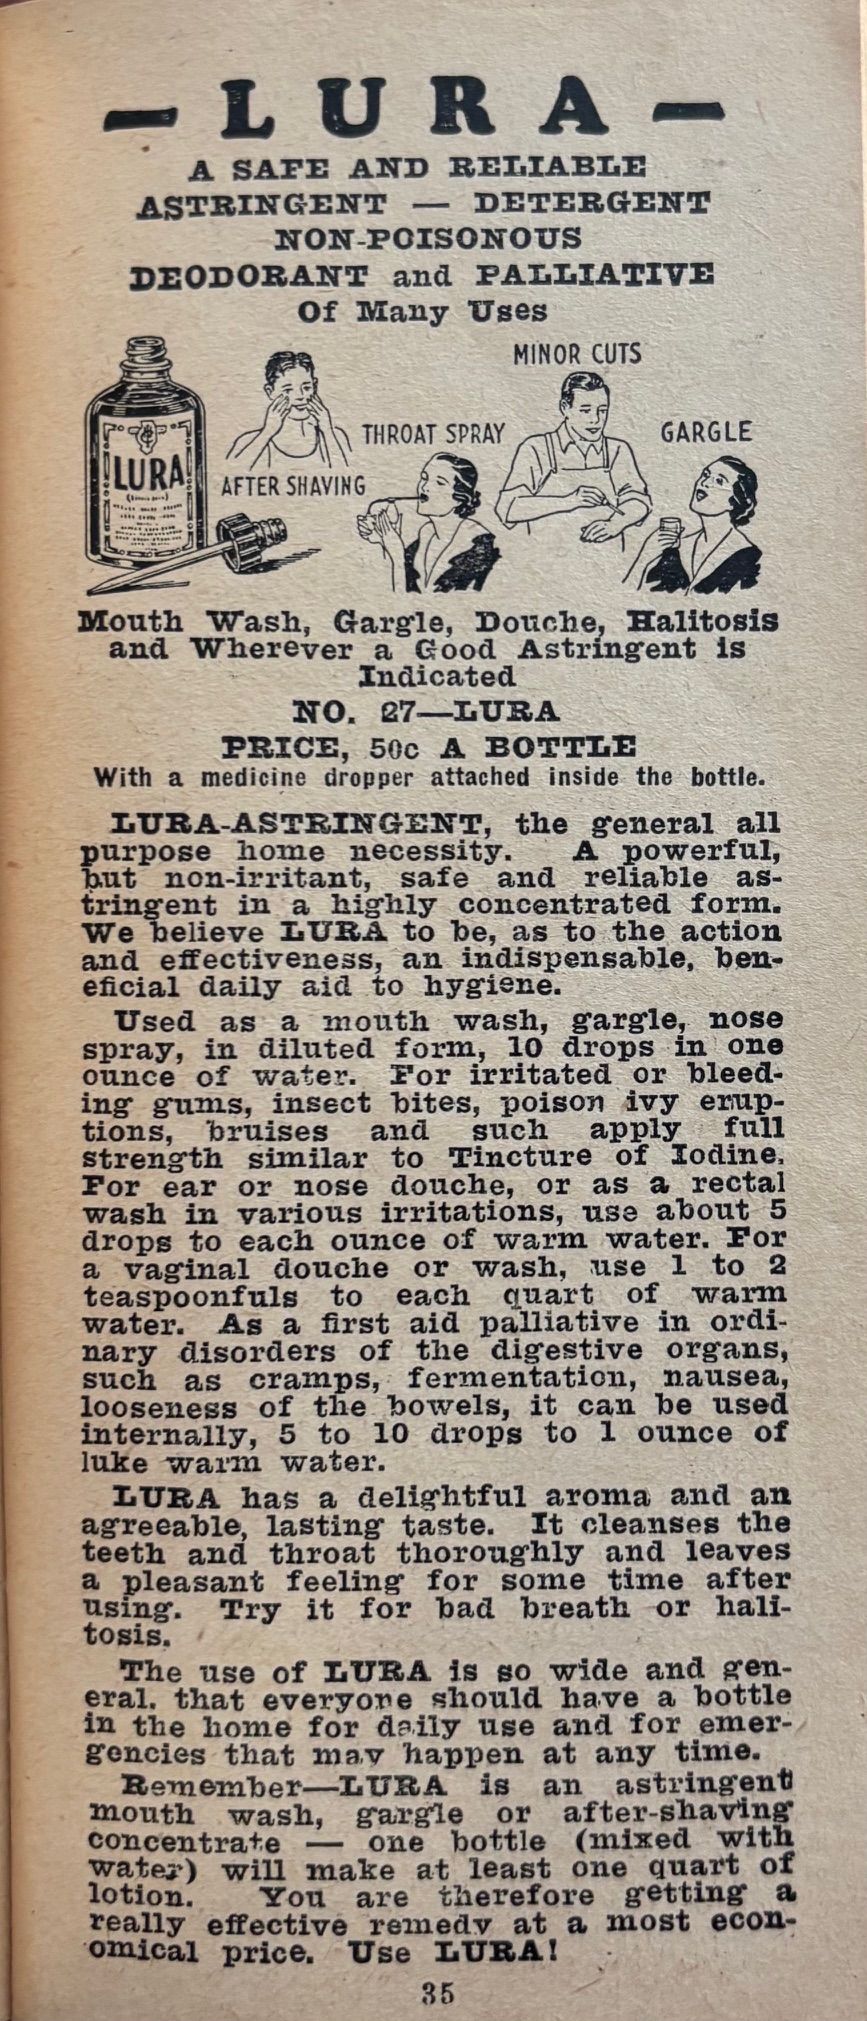 — LURA —
A SAFE AND RELIABLE
ASTRINGENT — DETERGENT
NON-POISONOUS
DEODORANT and PALLIATIVE
Of Many Uses
MINOR CUTS
THROAT SPRAY
GARGLE
LURA
AFTER SHAVING
Mouth Wash, Gargle, Douche, Halitosis
and Wherever a Good Astringent is
Indicated
NO. 27—LURA
PRICE, 50c A BOTTLE
With a medicine dropper attached inside the bottle.
LURA-ASTRINGENT, the general all
purpose home necessity. A powerful,
but non-irritant, safe and reliable as-
tringent in a highly concentrated form.
We believe LURA to be, as to the action
and effectiveness, an indispensable, ben-
eficial daily aid to hygiene.
Used as a mouth wash, gargle, nose
spray, in diluted form, 10 drops in one
ounce of water. For irritated or bleed-
ing gums, insect bites, poison ivy erup-
tions, bruises and such apply full
strength similar to Tincture of Iodine.
For ear or nose douche, or as a rectal
wash in various irritations, use about 5
drops to each ounce of warm water. For
a vaginal douche or wash, use 1 to 2
teaspoonfuls to each quart of warm
water. As a first aid palliative in ordi-
nary disorders of the digestive organs,
such as cramps, fermentation, nausea,
looseness of the bowels, it can be used
internally, 5 to 10 drops to 1 ounce of
luke warm water.
LURA has a delightful aroma and an
agreeable, lasting taste. It cleanses the
teeth and throat thoroughly and leaves
a pleasant feeling for some time after
using. Try it for bad breath or hali-
tosis.
The use of LURA is so wide and gen-
eral, that everyone should have a bottle
in the home for daily use and for emer-
gencies that may happen at any time.
Remember—LURA is an astringent
mouth wash, gargle or after-shaving
concentrate — one bottle (mixed with
water) will make at least one quart of
lotion. You are therefore getting a
really effective remedy at a most econ-
omical price. Use LURA!
35